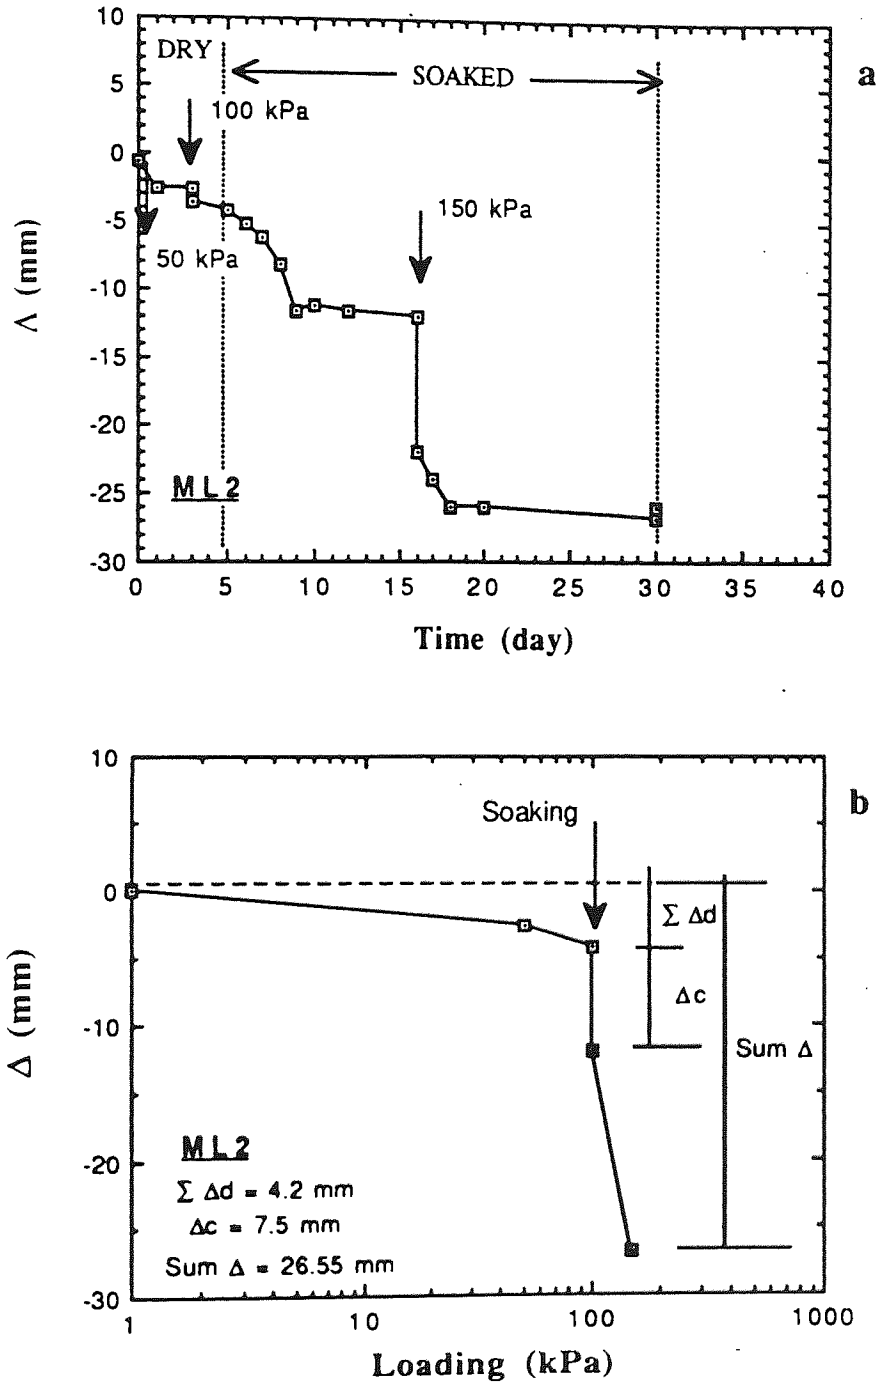 a
10
DRY
SOAKED
5
100 kPa
0
150 kPa
-5
50 kPa
Λ (mm)
-10
-15
-20
ML2
-25
-30
0 5 10 15 20 25 30 35 40
Time (day)
b
10
Soaking
0
Σ Δd
Δc
Δ (mm)
-10
Sum Δ
ML2
-20
Σ Δd = 4.2 mm
Δc = 7.5 mm
Sum Δ = 26.55 mm
-30
1 10 100 1000
Loading (kPa)